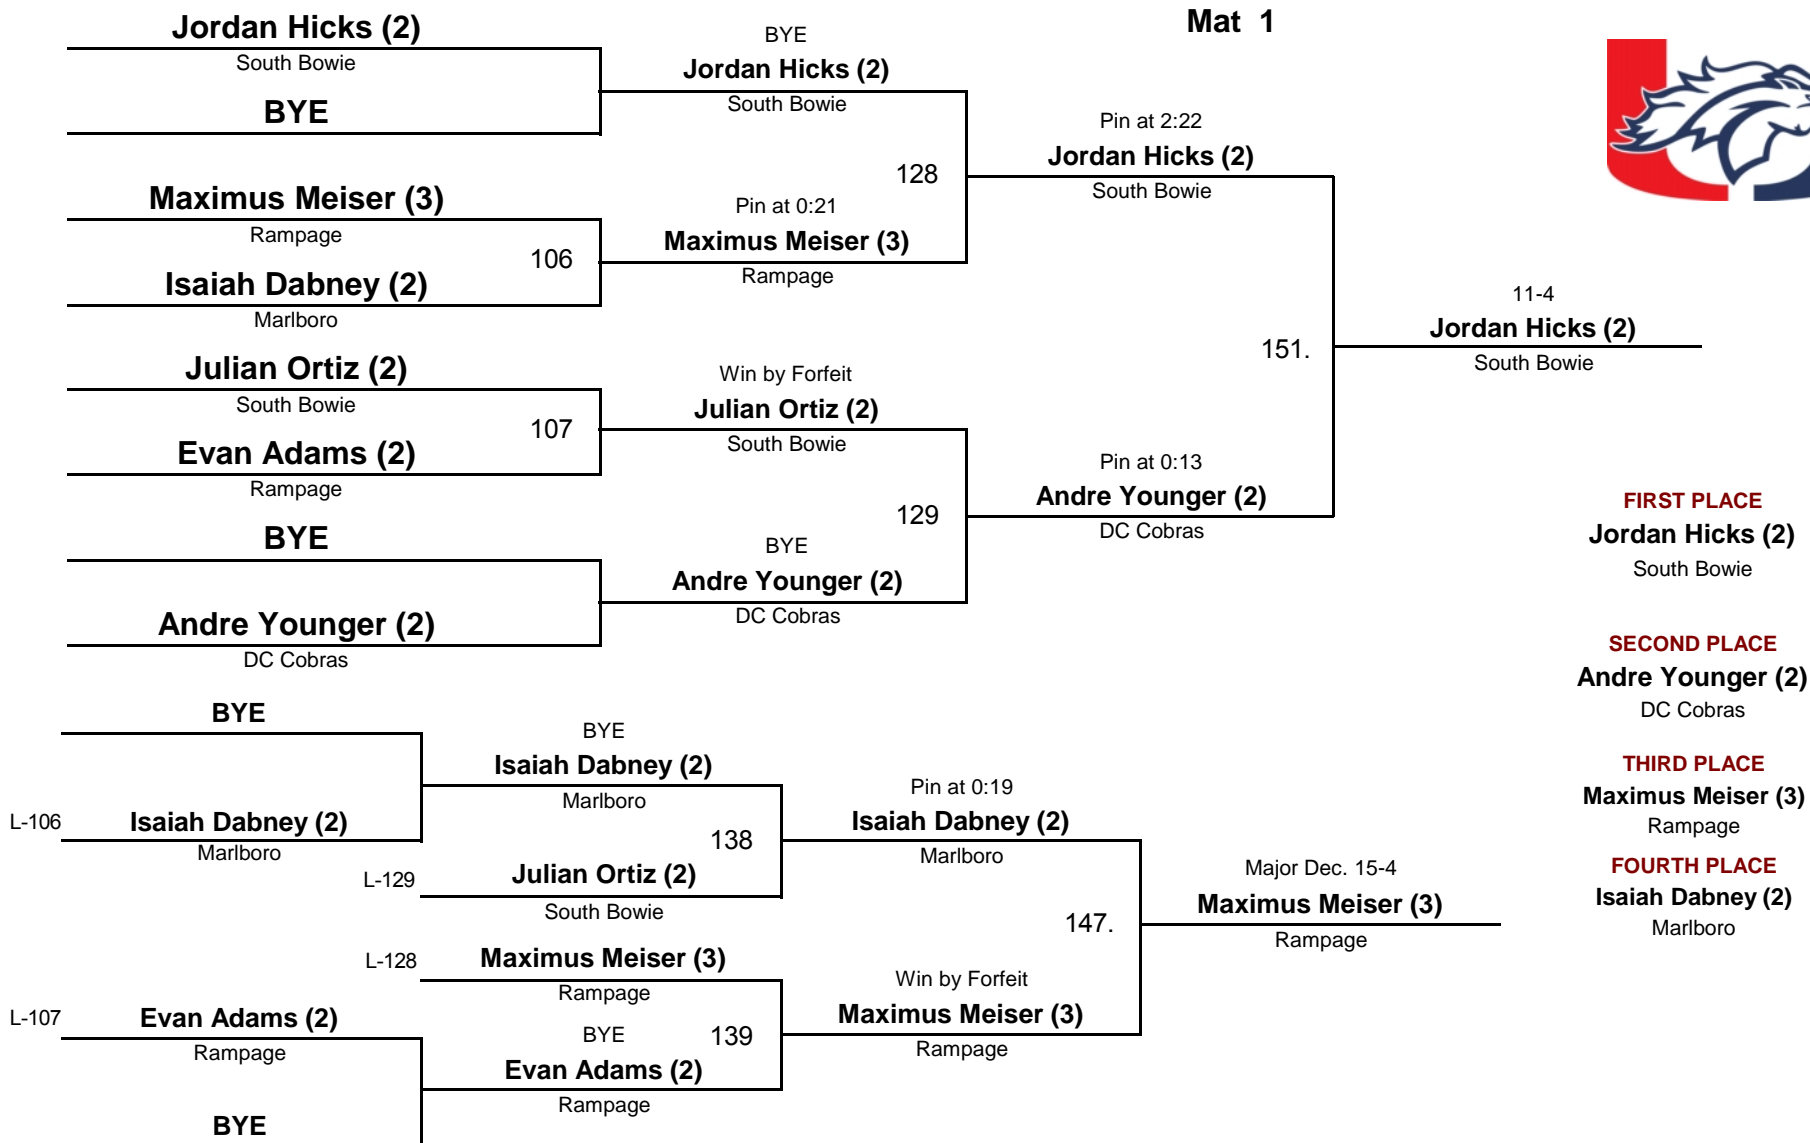 Mat 1
Jordan Hicks (2)
South Bowie
BYE
Maximus Meiser (3)
Rampage
106
Isaiah Dabney (2)
Marlboro
Julian Ortiz (2)
South Bowie
107
Evan Adams (2)
Rampage
BYE
Andre Younger (2)
DC Cobras
BYE
Jordan Hicks (2)
South Bowie
128
Pin at 0:21
Maximus Meiser (3)
Rampage
Win by Forfeit
Julian Ortiz (2)
South Bowie
129
BYE
Andre Younger (2)
DC Cobras
Pin at 2:22
Jordan Hicks (2)
South Bowie
151.
Pin at 0:13
Andre Younger (2)
DC Cobras
11-4
Jordan Hicks (2)
South Bowie
FIRST PLACE
Jordan Hicks (2)
South Bowie
SECOND PLACE
Andre Younger (2)
DC Cobras
THIRD PLACE
Maximus Meiser (3)
Rampage
FOURTH PLACE
Isaiah Dabney (2)
Marlboro
BYE
L-106
Isaiah Dabney (2)
Marlboro
L-107
Evan Adams (2)
Rampage
BYE
BYE
Isaiah Dabney (2)
Marlboro
138
L-129
Julian Ortiz (2)
South Bowie
L-128
Maximus Meiser (3)
Rampage
BYE
139
Evan Adams (2)
Rampage
Pin at 0:19
Isaiah Dabney (2)
Marlboro
147.
Win by Forfeit
Maximus Meiser (3)
Rampage
Major Dec. 15-4
Maximus Meiser (3)
Rampage